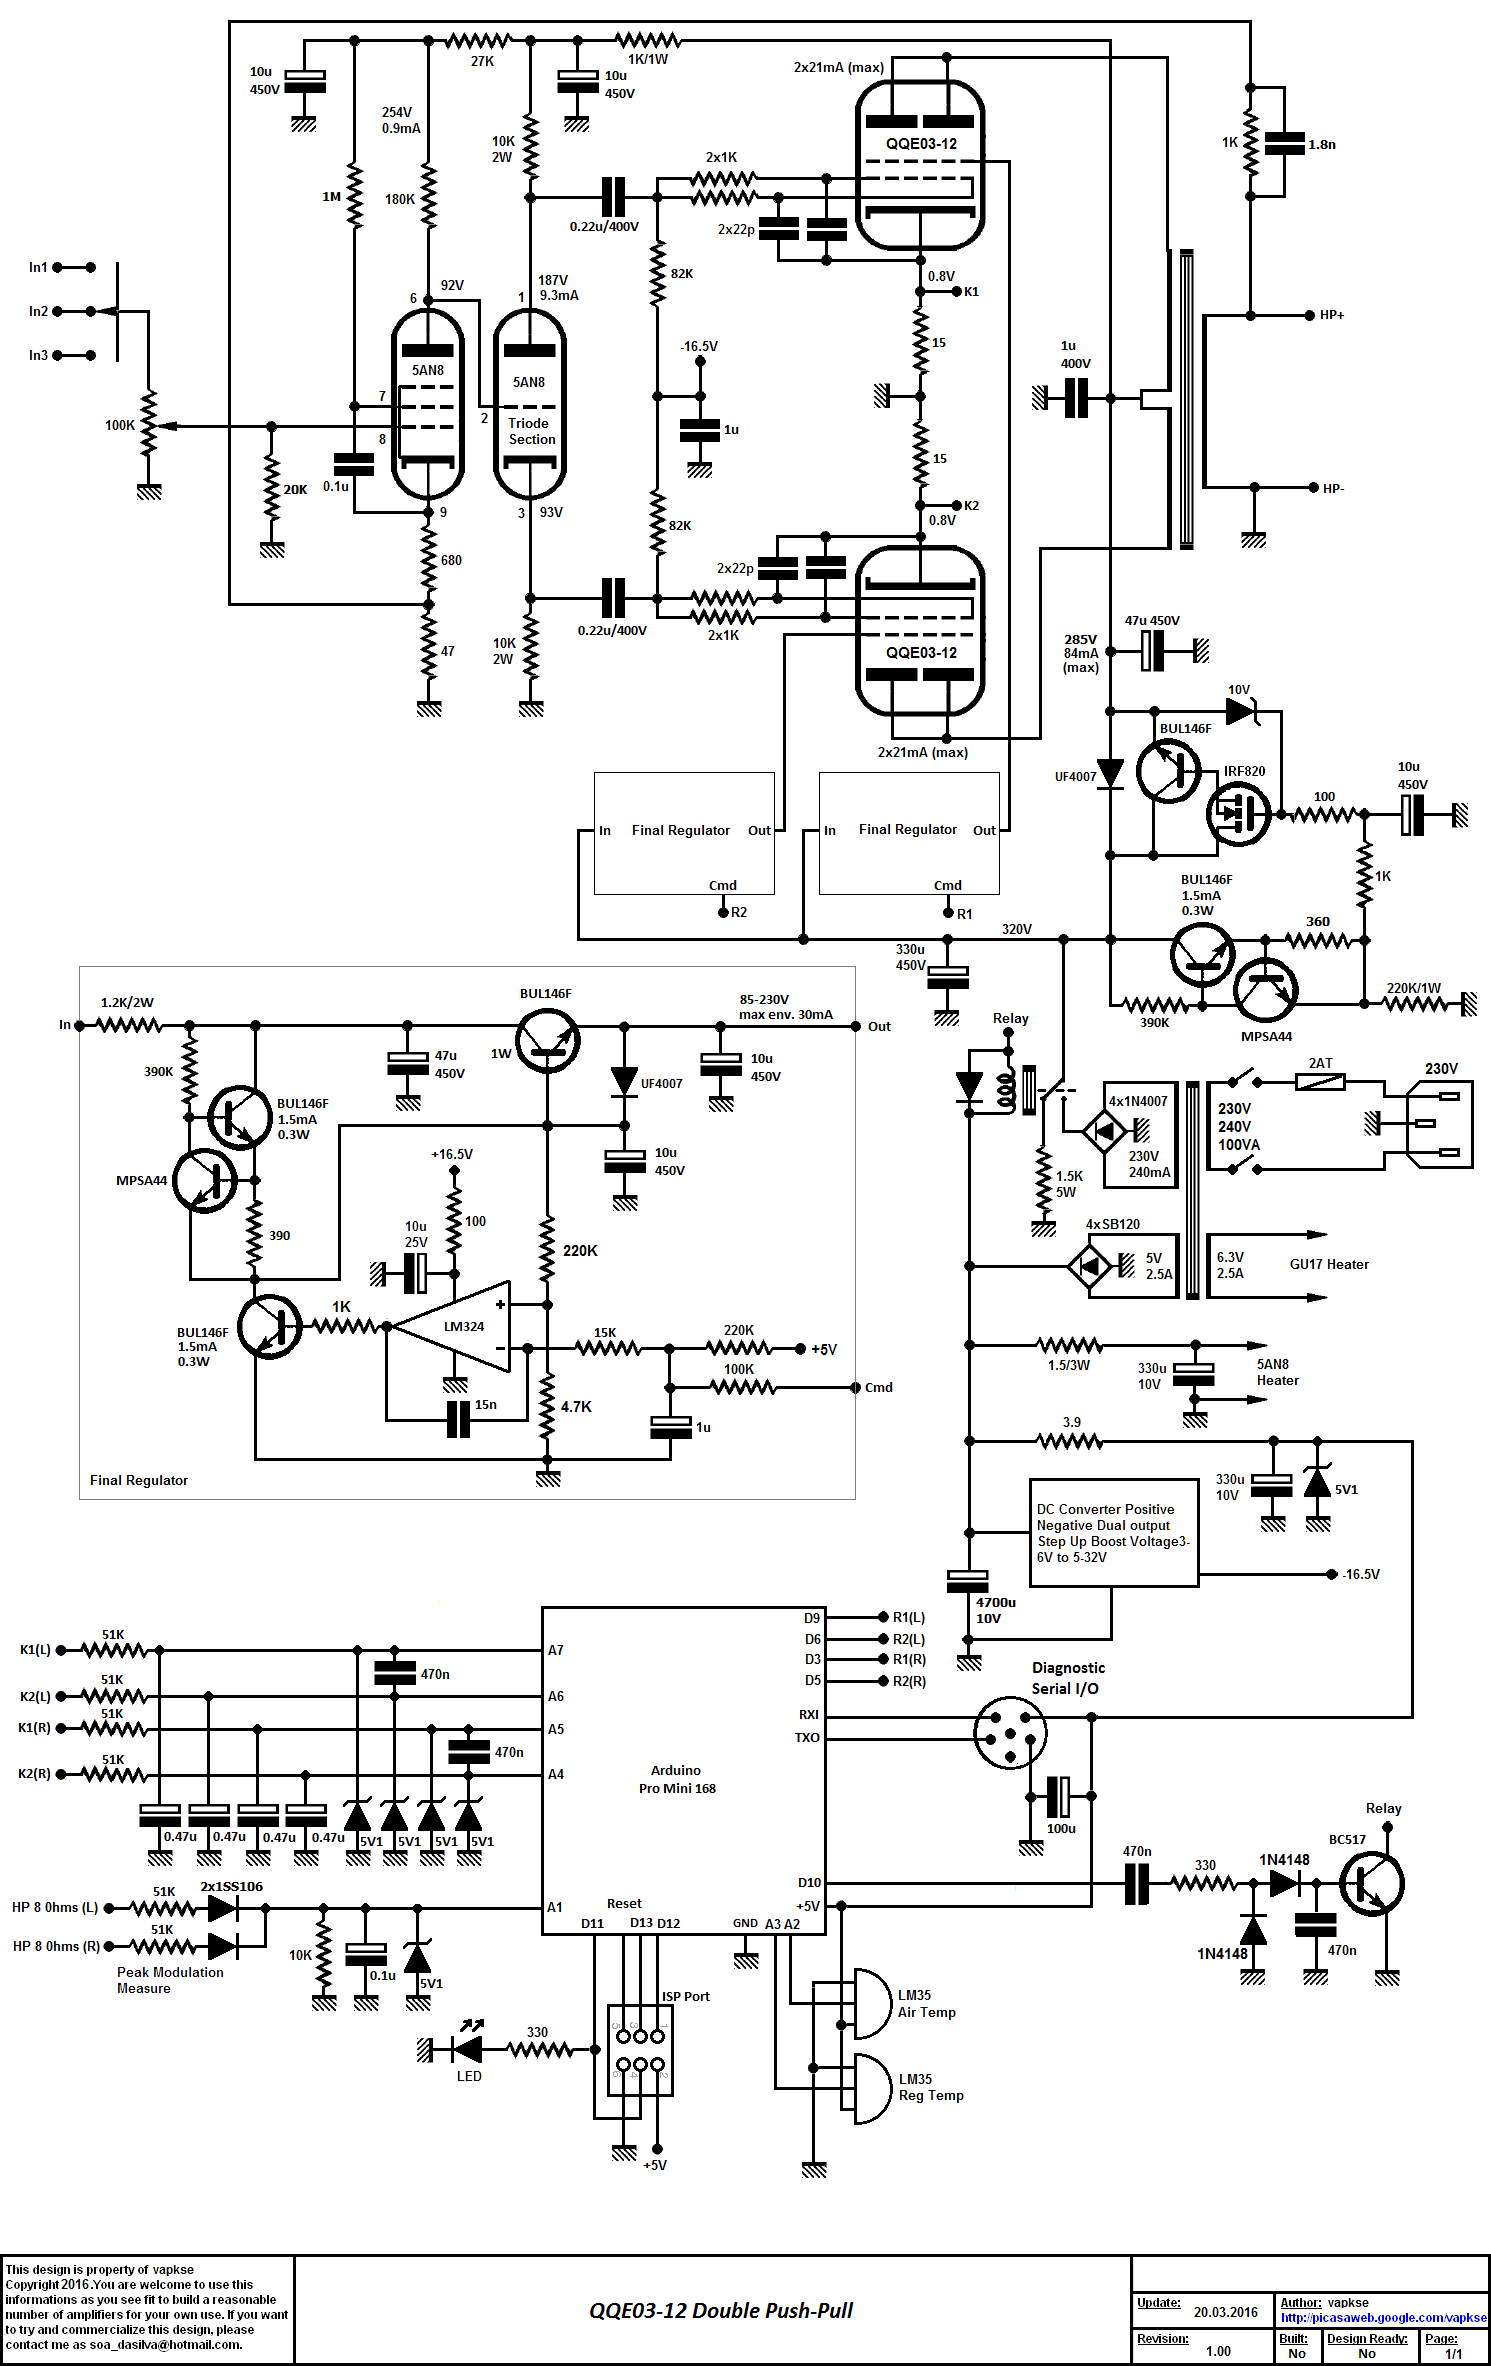 27K
1K/1W
10u
450V
10u
450V
2x21mA (max)
254V
0.9mA
10K
2W
QQE03-12
1K
1.8n
2x1K
1M
180K
0.22u/400V
2x22p
In1
82K
0.8V
K1
92V
187V
9.3mA
6
1
In2
HP+
In3
-16.5V
15
1u
400V
5AN8
5AN8
7
100K
8
2
Triode
Section
1u
15
0.1u
20K
HP-
9
3
93V
82K
K2
0.8V
680
2x22p
0.22u/400V
2x1K
47
10K
2W
QQE03-12
47u 450V
285V
84mA
(max)
10V
2x21mA (max)
BUL146F
UF4007
IRF820
10u
450V
100
In
Final Regulator
Out
In
Final Regulator
Out
Cmd
R2
Cmd
R1
1K
BUL146F
1.5mA
0.3W
360
320V
330u
450V
220K/1W
390K
MPSA44
1.2K/2W
BUL146F
85-230V
max env. 30mA
In
Out
1W
47u
450V
UF4007
10u
450V
390K
Relay
2AT
230V
BUL146F
1.5mA
0.3W
4x1N4007
230V
240V
100VA
230V
240mA
MPSA44
+16.5V
10u
450V
1.5K
5W
390
10u
25V
100
220K
4xSB120
5V
2.5A
6.3V
2.5A
GU17 Heater
1K
LM324
+
-
BUL146F
1.5mA
0.3W
15K
220K
+5V
100K
Cmd
1.5/3W
330u
10V
5AN8
Heater
15n
4.7K
1u
3.9
Final Regulator
330u
10V
5V1
DC Converter Positive
Negative Dual output
Step Up Boost Voltage3-
6V to 5-32V
-16.5V
4700u
10V
K1(L)
51K
A7
D9
R1(L)
470n
D6
R2(L)
D3
R1(R)
D5
R2(R)
K2(L)
51K
A6
Diagnostic
Serial I/O
K1(R)
51K
A5
RXI
470n
TXO
K2(R)
51K
A4
Arduino
Pro Mini 168
0.47u
0.47u
0.47u
0.47u
5V1
5V1
5V1
5V1
100u
Relay
BC517
470n
330
1N4148
HP 8 0hms (L)
51K
2x1SS106
A1
Reset
D10
+5V
D11
D13
D12
GND
A3
A2
HP 8 0hms (R)
51K
10K
0.1u
5V1
1N4148
470n
Peak Modulation
Measure
ISP Port
5
3
1
6
4
2
LM35
Air Temp
330
LED
LM35
Reg Temp
+5V
This design is property of vapkse
Copyright 2016.You are welcome to use this
informations as you see fit to build a reasonable
number of amplifiers for your own use. If you want
to try and commercialize this design, please
contact me as soa_dasilva@hotmail.com.
QQE03-12 Double Push-Pull
Update:
20.03.2016
Author: vapkse
http://picasaweb.google.com/vapkse
Revision:
1.00
Built:
No
Design Ready:
No
Page:
1/1